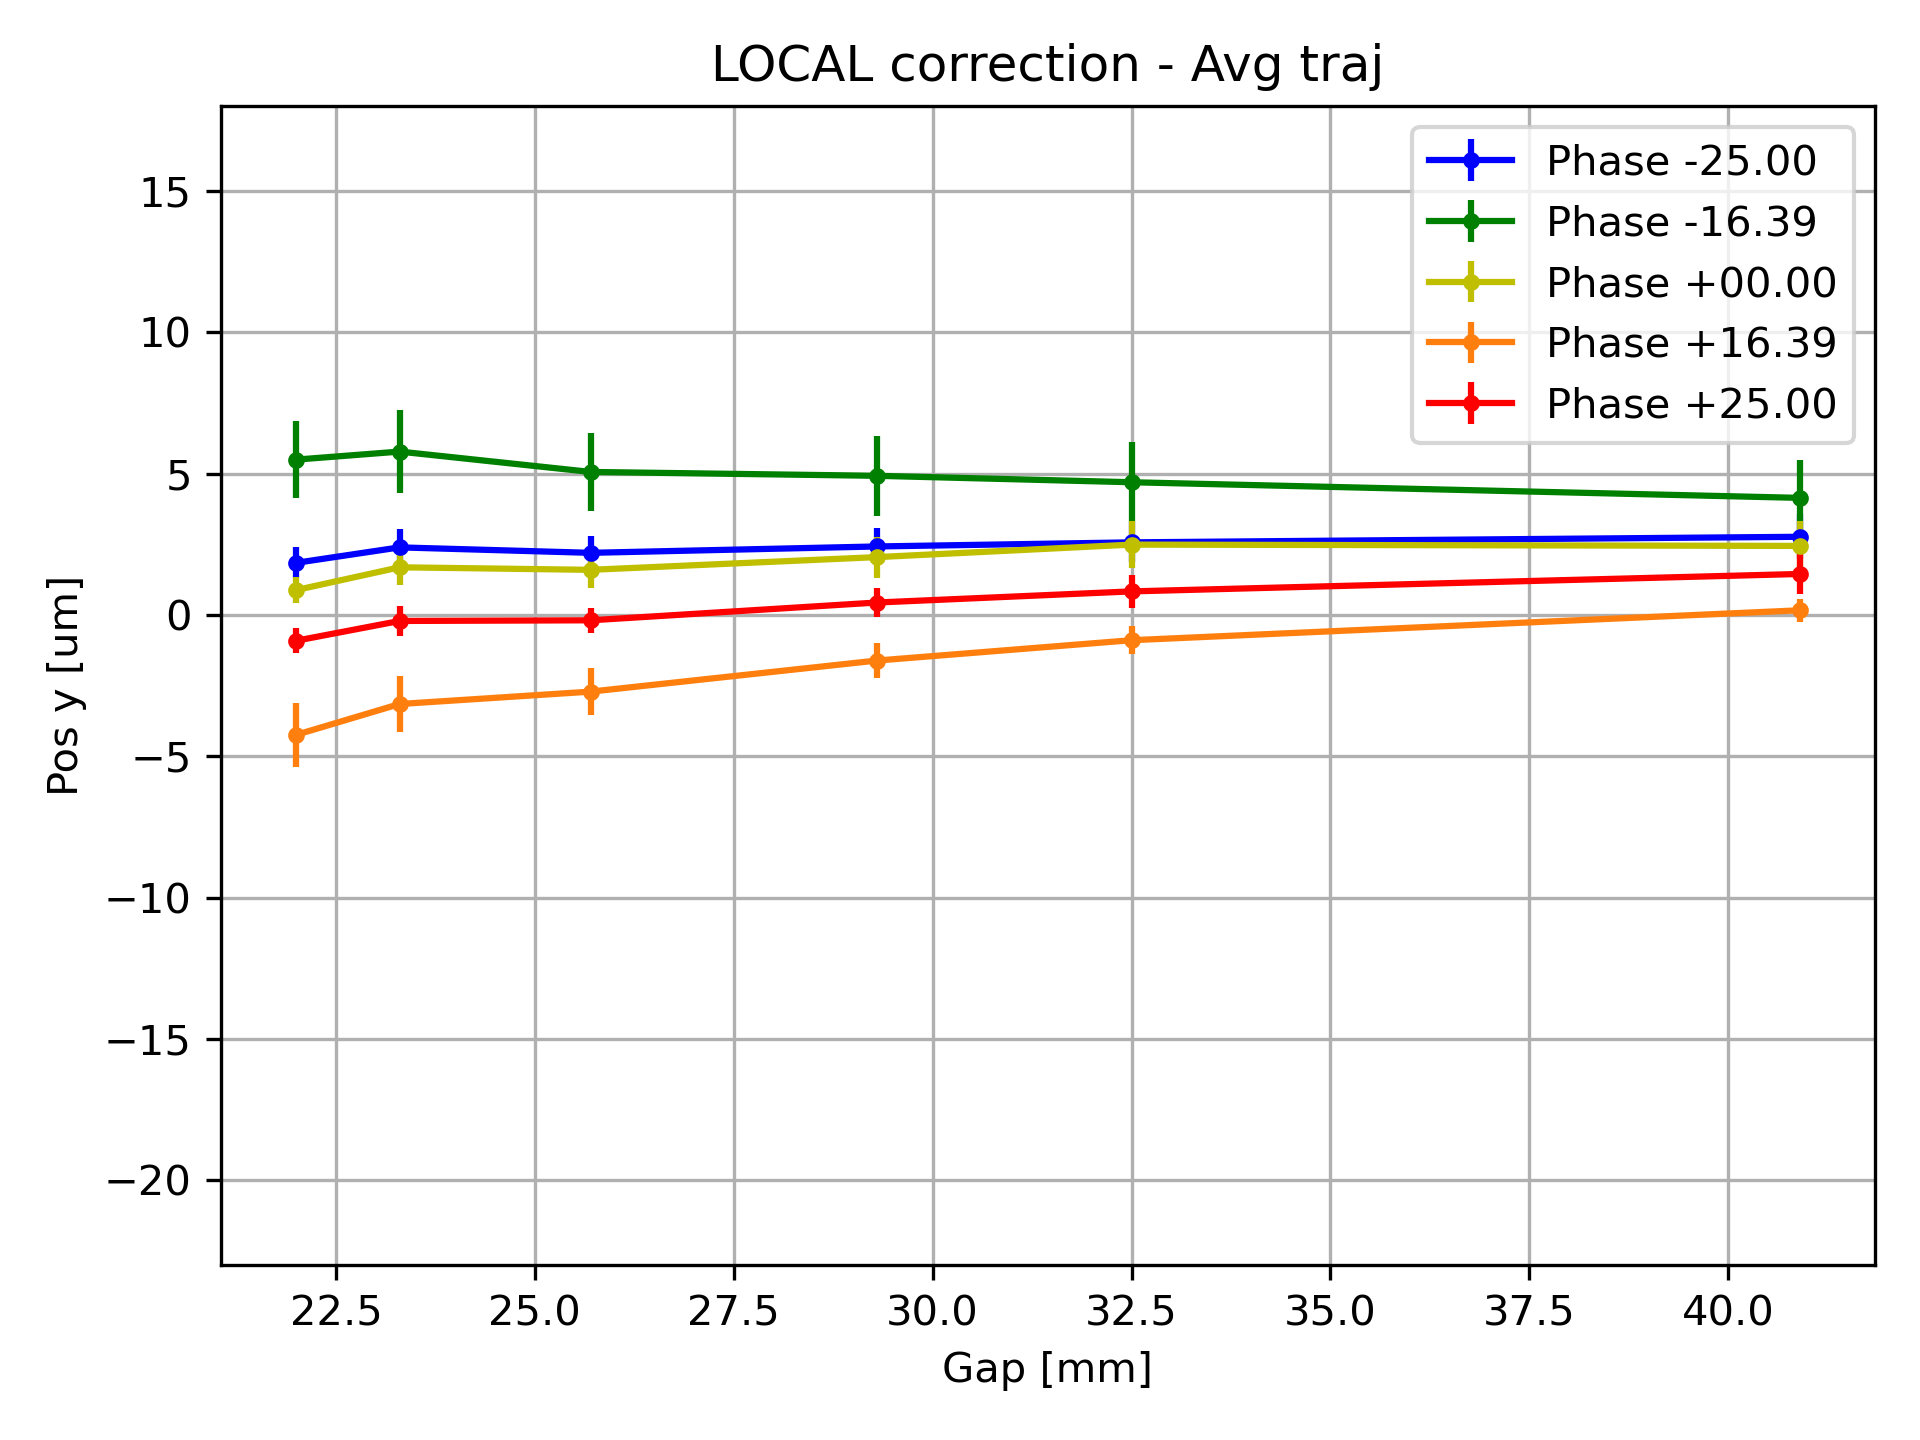 LOCAL correction - Avg traj
Phase -25.00
Phase -16.39
Phase +00.00
Phase +16.39
Phase +25.00
15
10
5
0
−5
−10
−15
−20
Pos y [um]
22.5 25.0 27.5 30.0 32.5 35.0 37.5 40.0
Gap [mm]